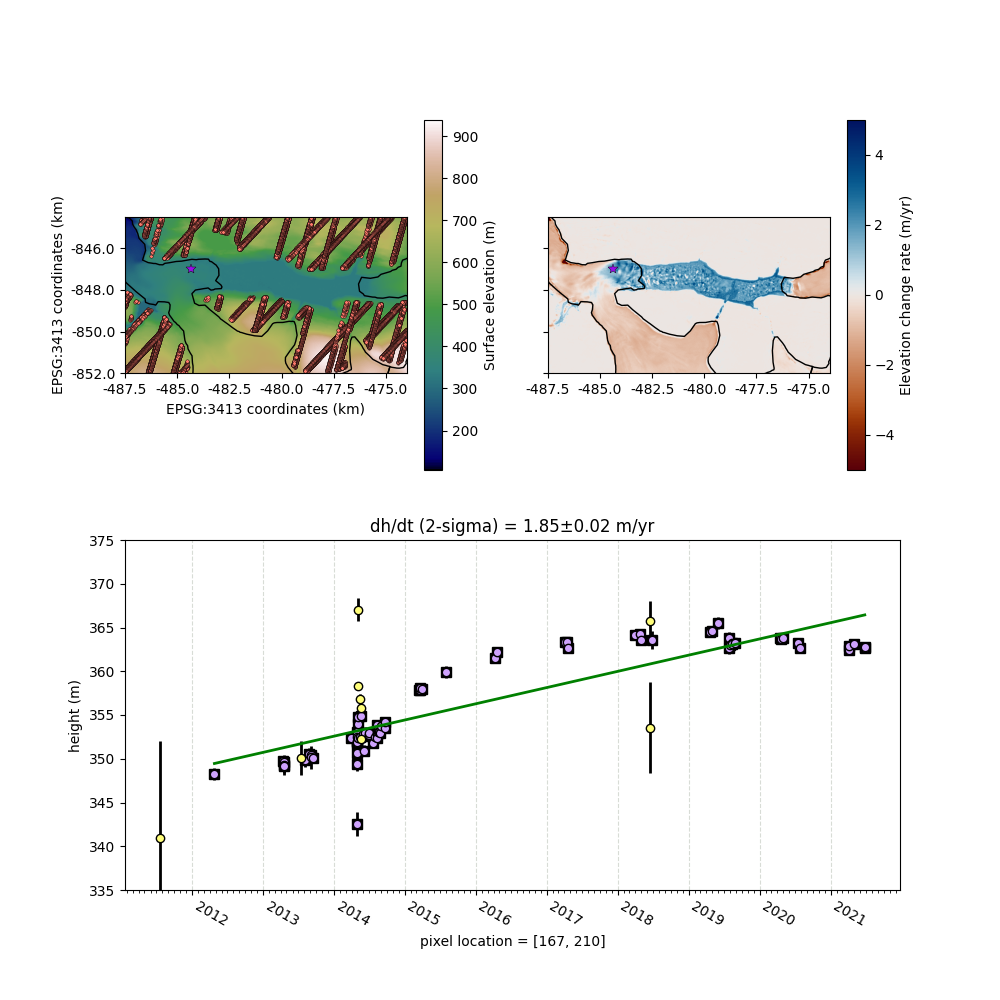 900
800
700
600
500
400
300
200
Surface elevation (m)
EPSG:3413 coordinates (km)
-846.0
-848.0
-850.0
-852.0
-487.5 -485.0 -482.5 -480.0 -477.5 -475.0
EPSG:3413 coordinates (km)
-487.5 -485.0 -482.5 -480.0 -477.5 -475.0
4
2
0
−2
−4
Elevation change rate (m/yr)
dh/dt (2-sigma) = 1.85±0.02 m/yr
height (m)
375
370
365
360
355
350
345
340
335
2012 2013 2014 2015 2016 2017 2018 2019 2020 2021
pixel location = [167, 210]